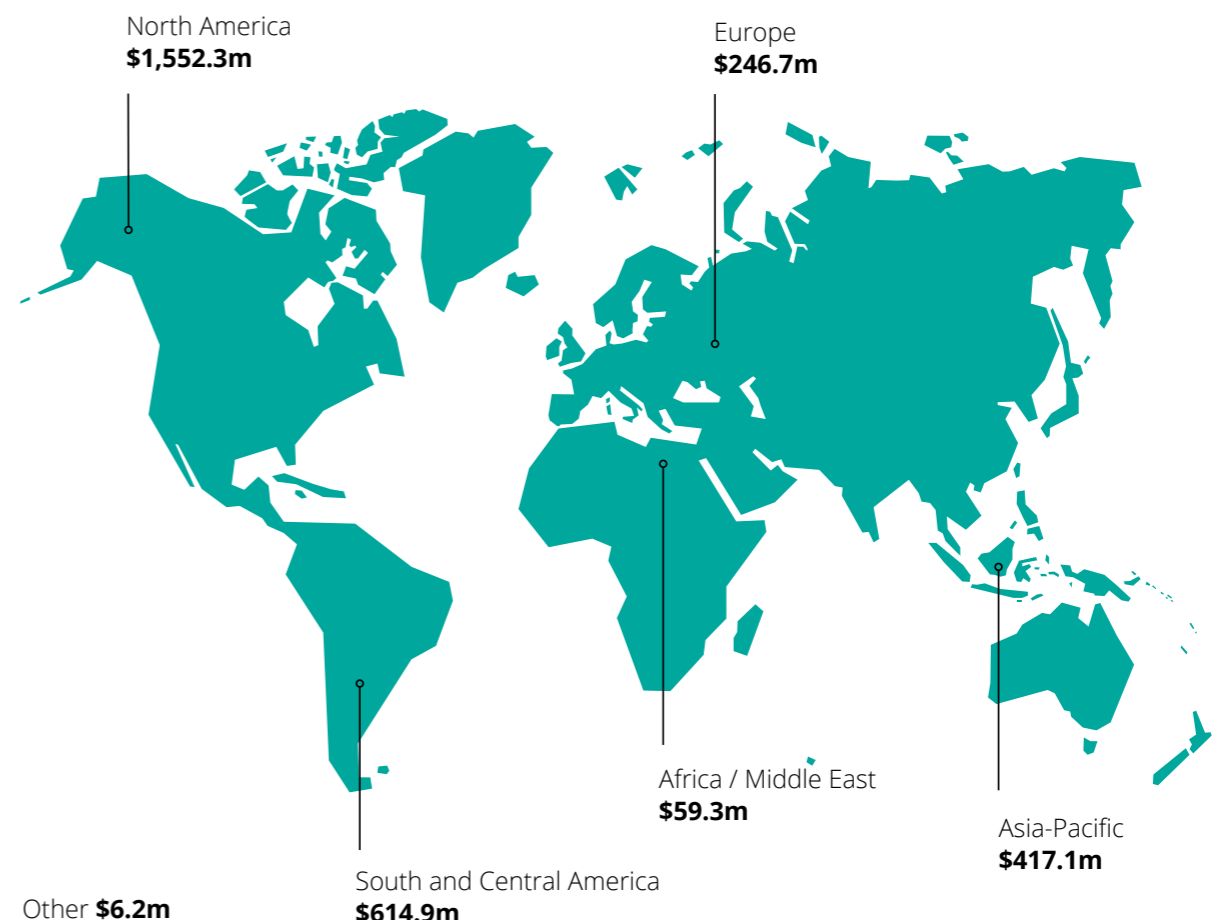 North America
$1,552.3m
Europe
$246.7m
Africa / Middle East
$59.3m
Asia-Pacific
$417.1m
South and Central America
$614.9m
Other $6.2m